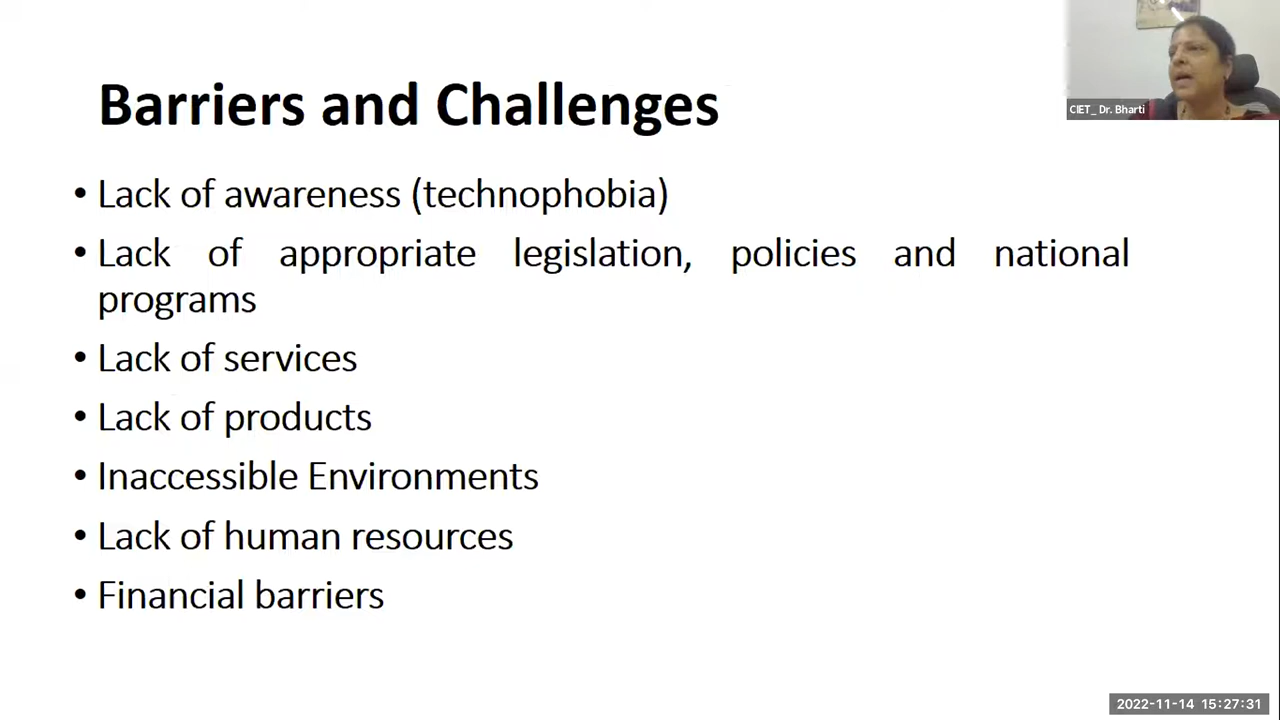 Barriers and Challenges
CIET_ Dr. Bharti
• Lack of awareness (technophobia)
• Lack of appropriate legislation, policies and national
programs
• Lack of services
• Lack of products
• Inaccessible Environments
• Lack of human resources
• Financial barriers
2022-11-14 15:27:31